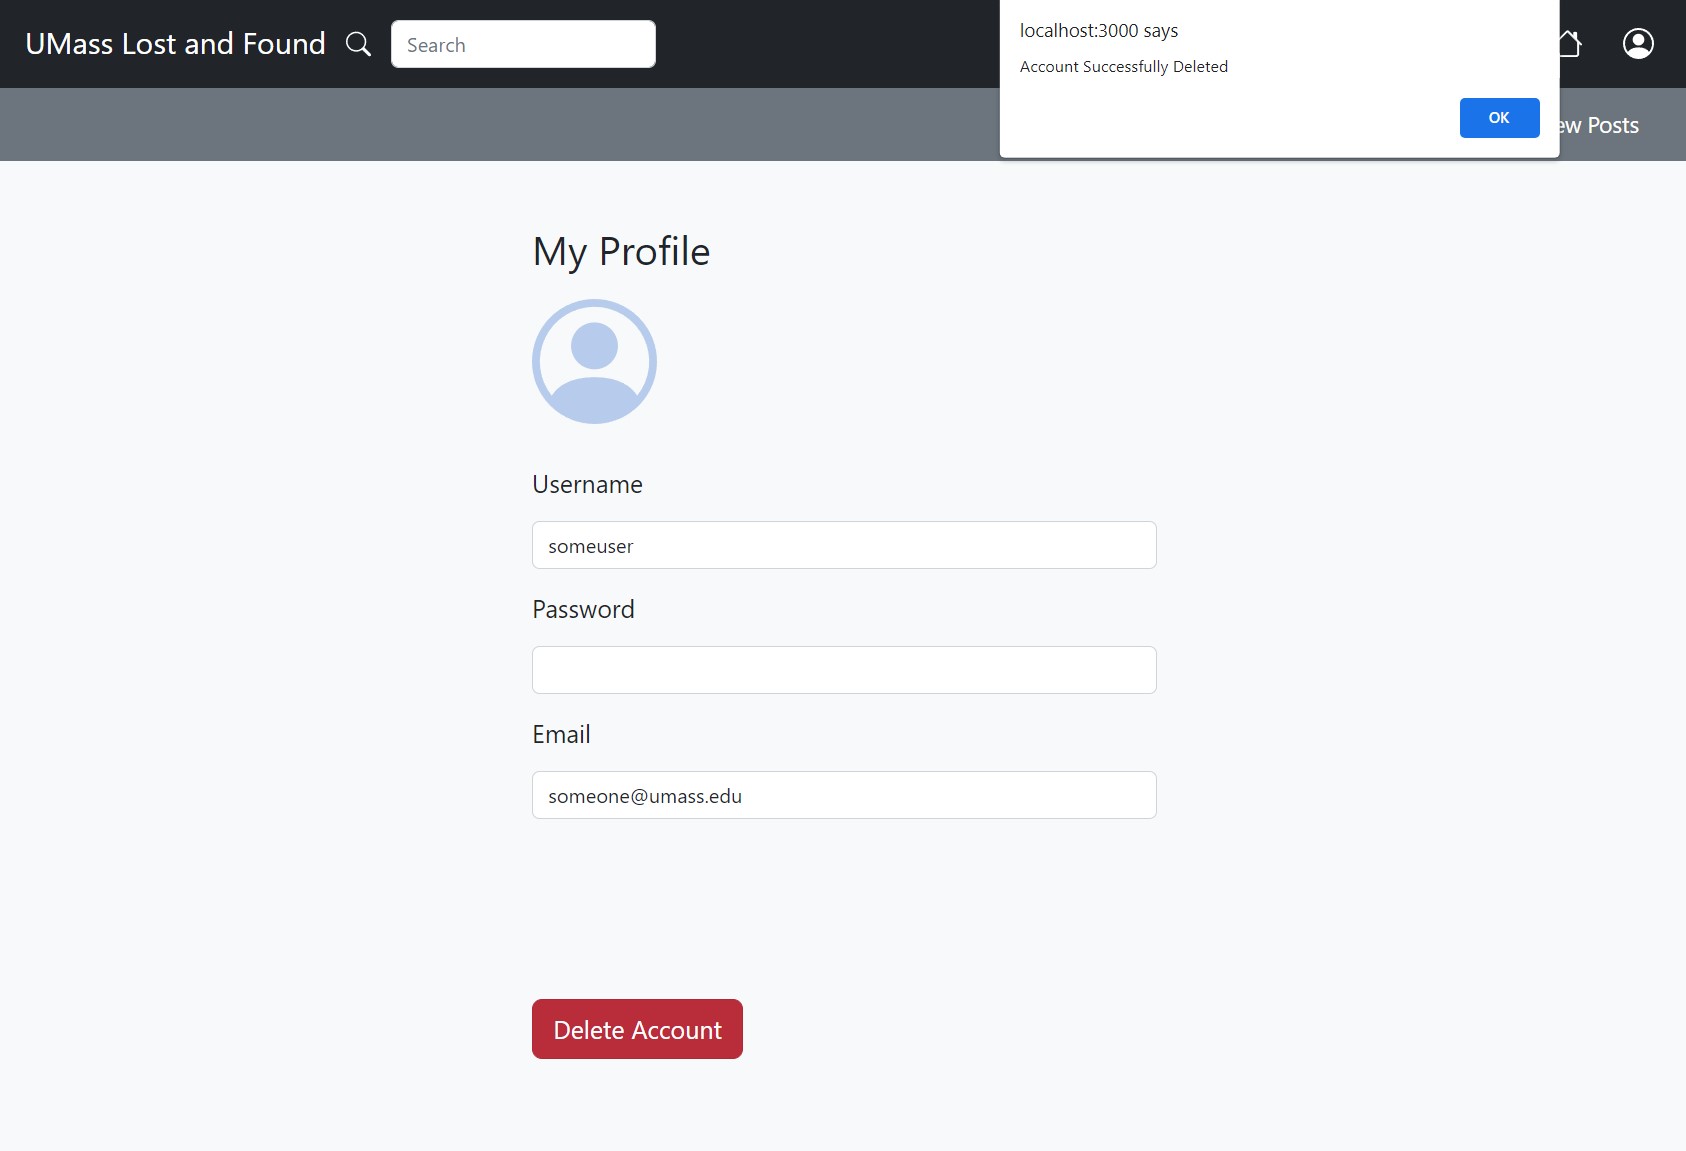 UMass Lost and Found
Search
localhost:3000 says
Account Successfully Deleted
OK
Posts
My Profile
Username
someuser
Password
Email
someone@umass.edu
Delete Account